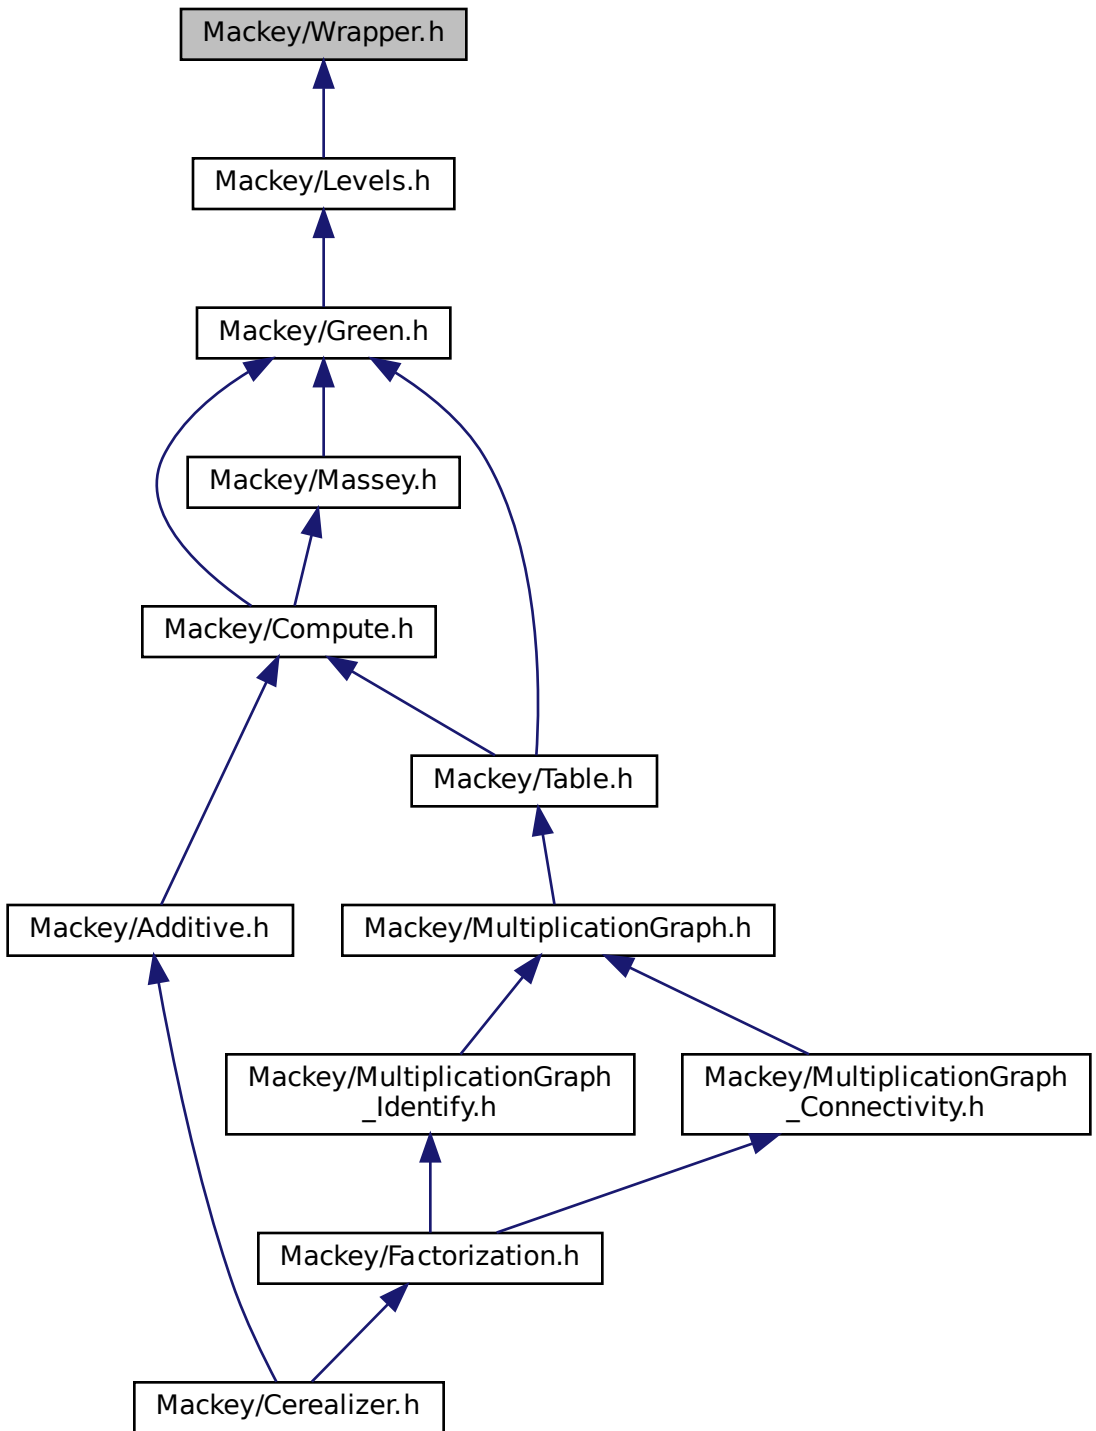 Mackey/Wrapper.h
Mackey/Levels.h
Mackey/Green.h
Mackey/Massey.h
Mackey/Compute.h
Mackey/Table.h
Mackey/Additive.h
Mackey/MultiplicationGraph.h
Mackey/MultiplicationGraph
_Identify.h
Mackey/MultiplicationGraph
_Connectivity.h
Mackey/Factorization.h
Mackey/Cerealizer.h